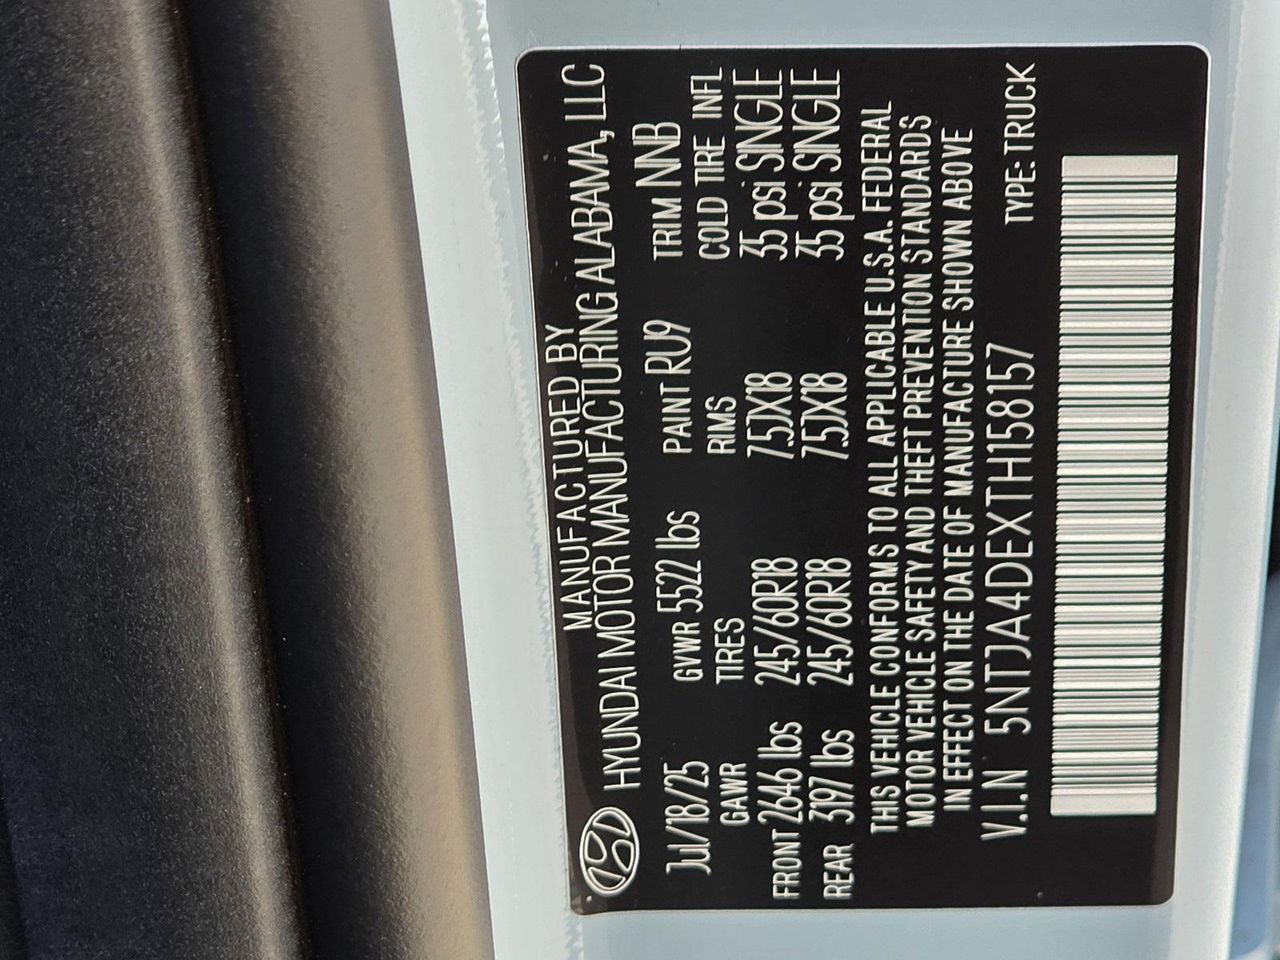 MANUFACTURED BY
HYUNDAI MOTOR MANUFACTURING ALABAMA, LLC
Jul/18/25 GVWR 5522 lbs PAINT RU9 TRIM NNB
GAWR TIRES RIMS COLD TIRE INFL
FRONT 2646 lbs 245/60R18 7.5JX18 35 psi SINGLE
REAR 3197 lbs 245/60R18 7.5JX18 35 psi SINGLE
THIS VEHICLE CONFORMS TO ALL APPLICABLE U.S.A. FEDERAL
MOTOR VEHICLE SAFETY AND THEFT PREVENTION STANDARDS
IN EFFECT ON THE DATE OF MANUFACTURE SHOWN ABOVE
V.I.N 5NTJA4DEXTH158157 TYPE: TRUCK